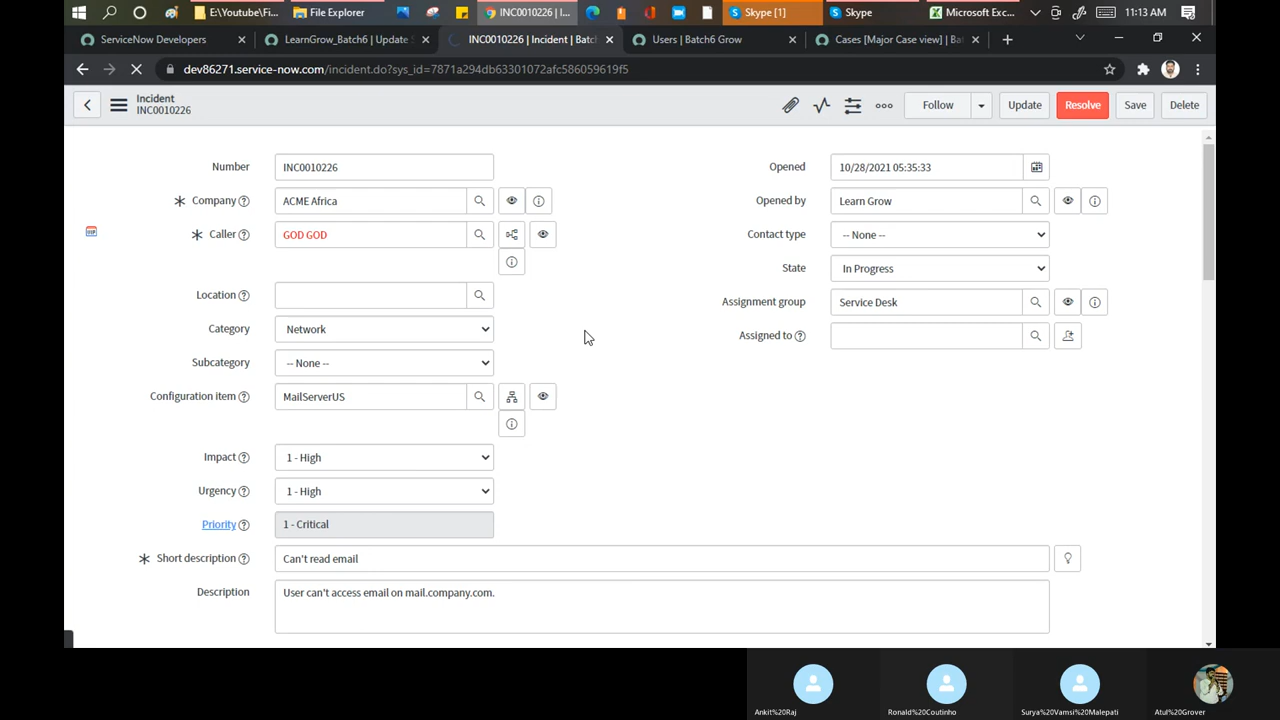 E:\Youtube\Fi...
File Explorer
INC0010226 | I...
Skype [1]
Skype
Microsoft Exc...
11:13 AM
ServiceNow Developers
LearnGrow_Batch6 | Update S
INC0010226 | Incident | Batch
Users | Batch6 Grow
Cases [Major Case view] | Bat
dev86271.service-now.com/incident.do?sys_id=7871a294db63301072afc586059619f5
Incident
INC0010226
Follow
Update
Resolve
Save
Delete
Number
INC0010226
Opened
10/28/2021 05:35:33
Company
ACME Africa
Opened by
Learn Grow
VIP
Caller
GOD GOD
Contact type
-- None --
State
In Progress
Location
Assignment group
Service Desk
Category
Network
Assigned to
Subcategory
-- None --
Configuration item
MailServerUS
Impact
1 - High
Urgency
1 - High
Priority
1 - Critical
Short description
Can't read email
Description
User can't access email on mail.company.com.
Ankit%20Raj
Ronald%20Coutinho
Surya%20Vamsi%20Malepati
Atul%20Grover